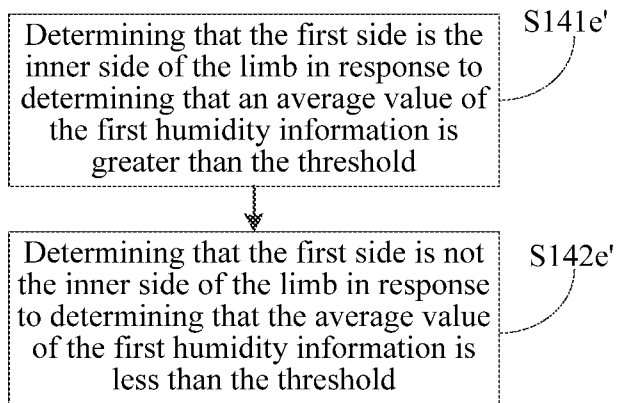 S141e'
Determining that the first side is the
inner side of the limb in response to
determining that an average value of
the first humidity information is
greater than the threshold
S142e'
Determining that the first side is not
the inner side of the limb in response
to determining that the average value
of the first humidity information is
less than the threshold